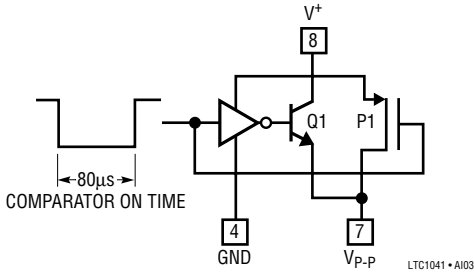 V+
8
Q1
P1
80µs
COMPARATOR ON TIME
4
7
GND
VP-P
LTC1041 • AI03